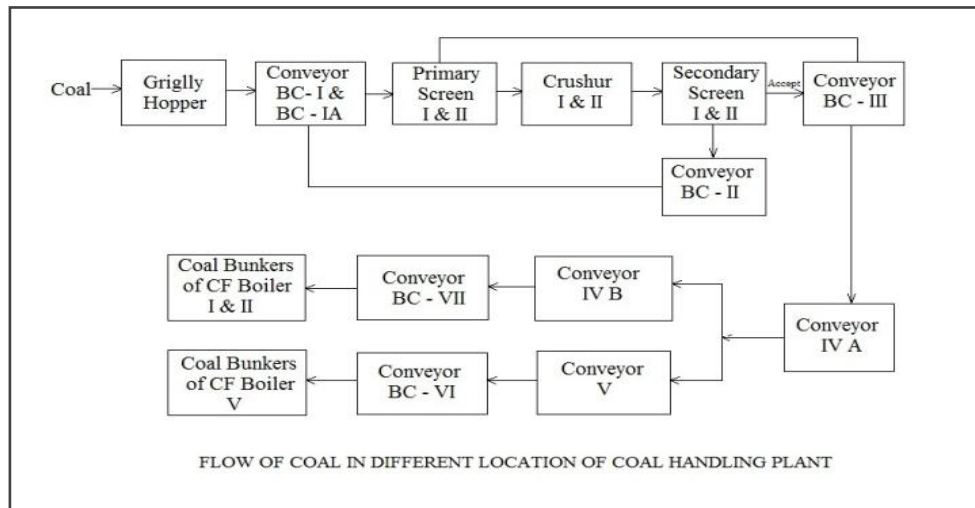 Coal
Griglly
Hopper
Conveyor
BC- I &
BC - IA
Primary
Screen
I & II
Crushur
I & II
Secondary
Screen
I & II
Accept
Conveyor
BC - III
Conveyor
BC - II
Coal Bunkers
of CF Boiler
I & II
Conveyor
BC - VII
Conveyor
IV B
Conveyor
IV A
Coal Bunkers
of CF Boiler
V
Conveyor
BC - VI
Conveyor
V
FLOW OF COAL IN DIFFERENT LOCATION OF COAL HANDLING PLANT